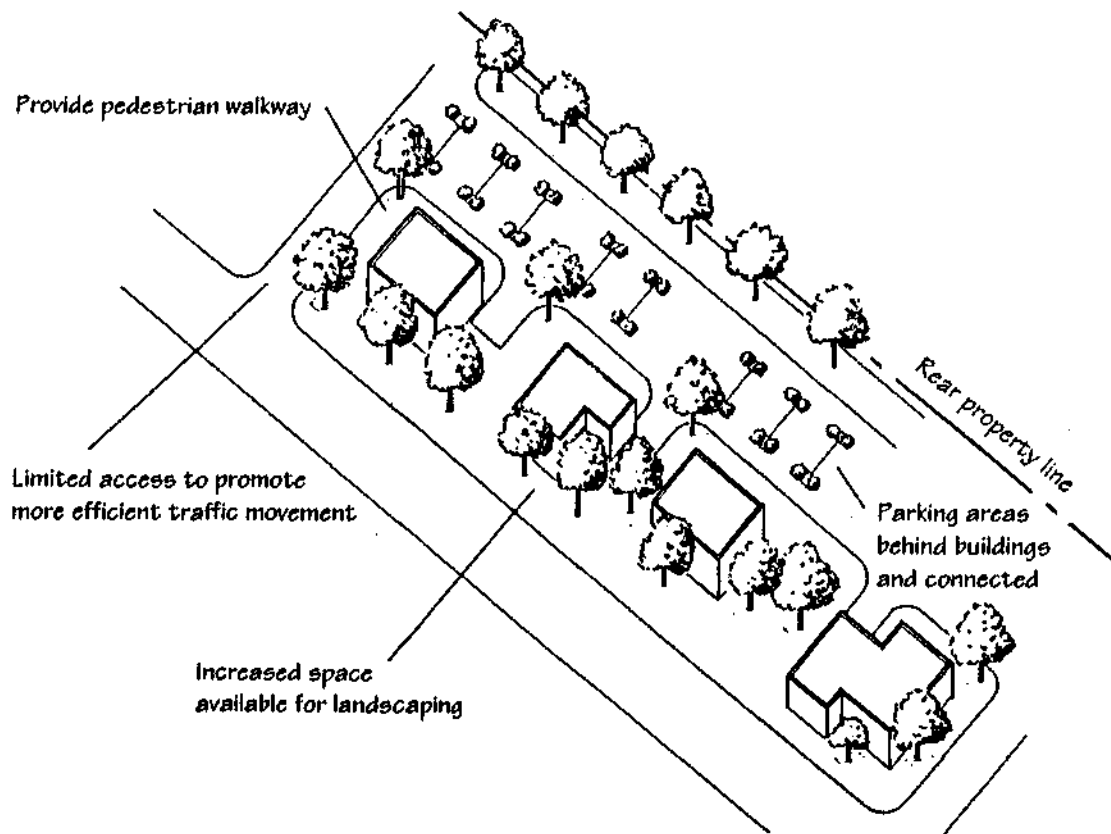 Provide pedestrian walkway
Rear property line
Limited access to promote
more efficient traffic movement
Parking areas
behind buildings
and connected
Increased space
available for landscaping